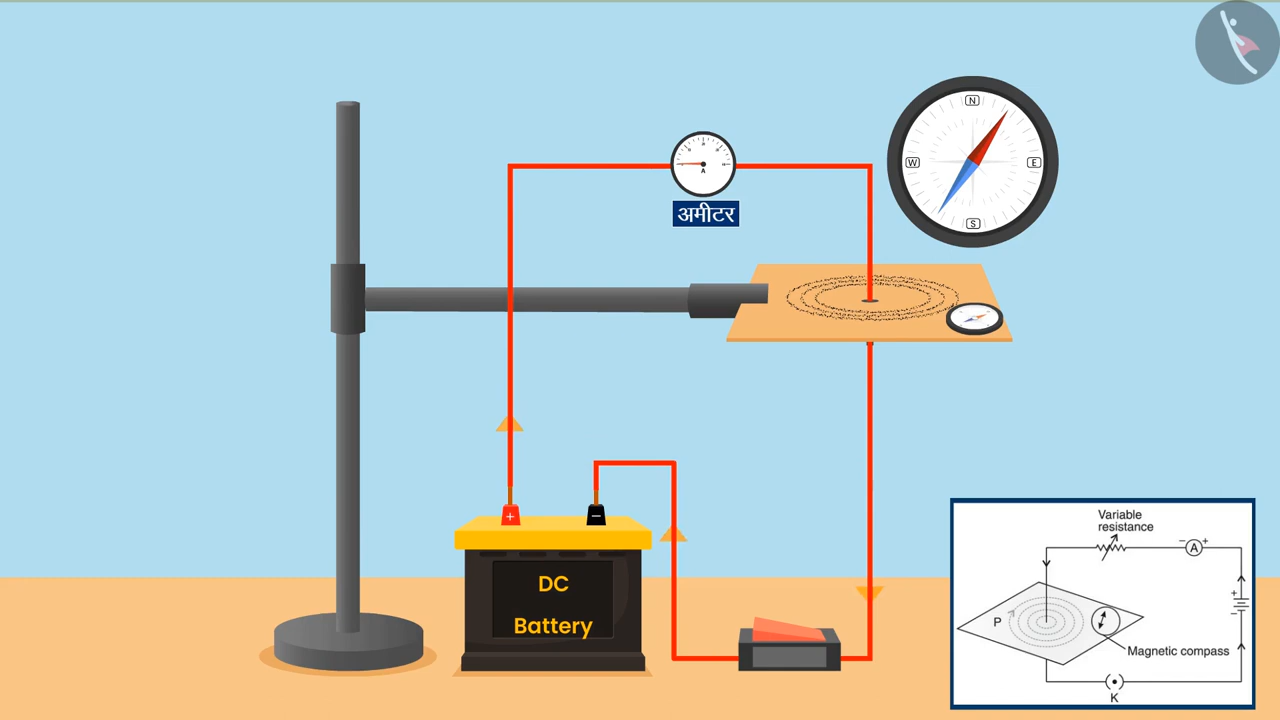 N
W
E
S
A
अमीटर
+
−
DC
Battery
Variable
resistance
− A +
+
−
P
Magnetic compass
K